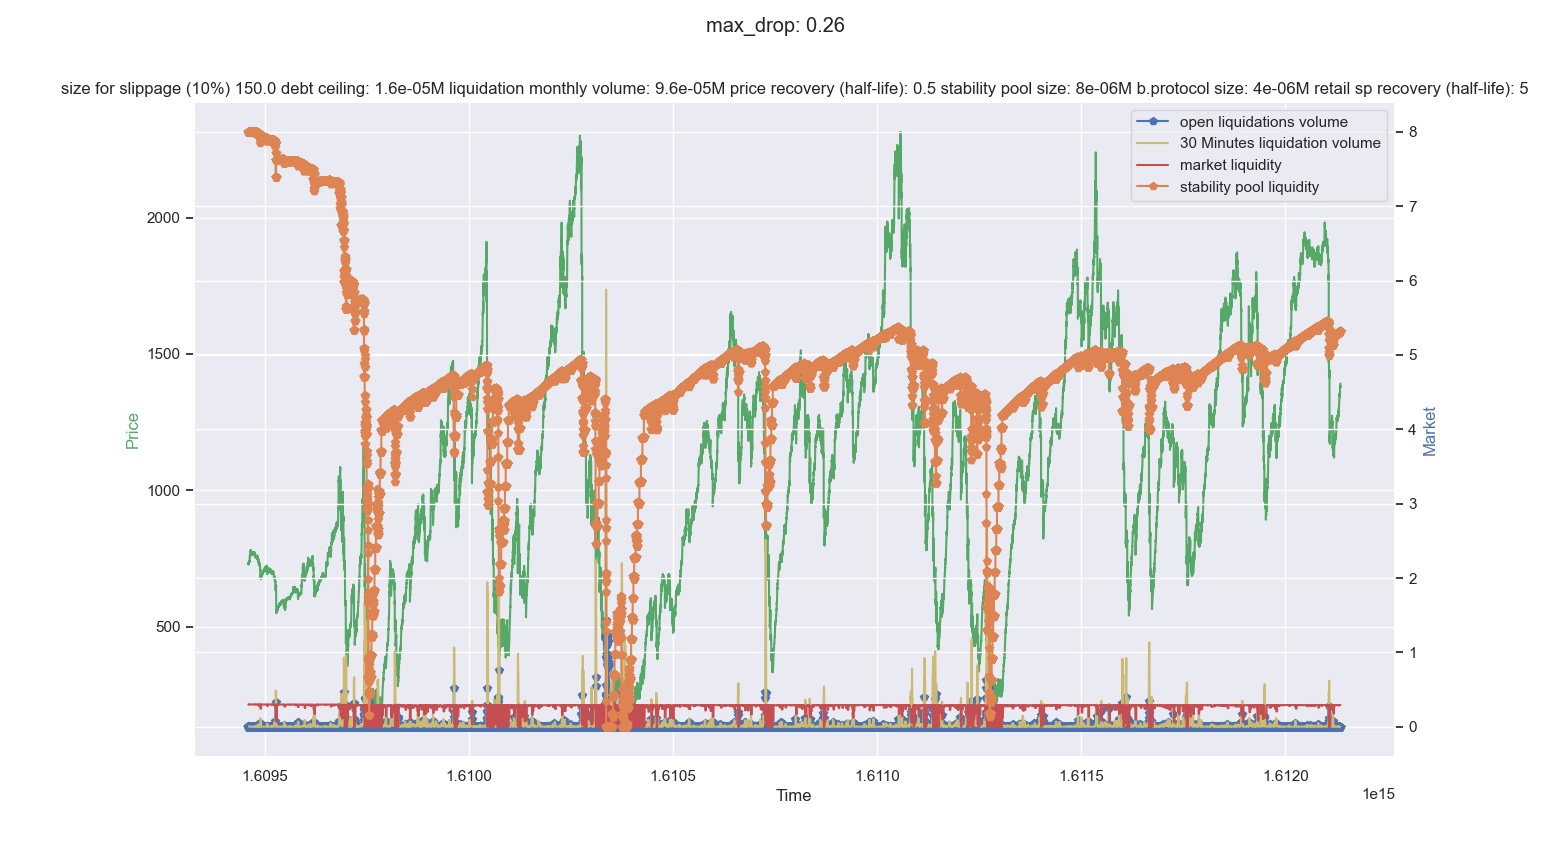 max_drop: 0.26
size for slippage (10%) 150.0 debt ceiling: 1.6e-05M liquidation monthly volume: 9.6e-05M price recovery (half-life): 0.5 stability pool size: 8e-06M b.protocol size: 4e-06M retail sp recovery (half-life): 5
open liquidations volume
30 Minutes liquidation volume
market liquidity
stability pool liquidity
2000
1500
1000
500
Price
8
7
6
5
4
3
2
1
0
Market
1.6095
1.6100
1.6105
1.6110
1.6115
1.6120
Time
1e15